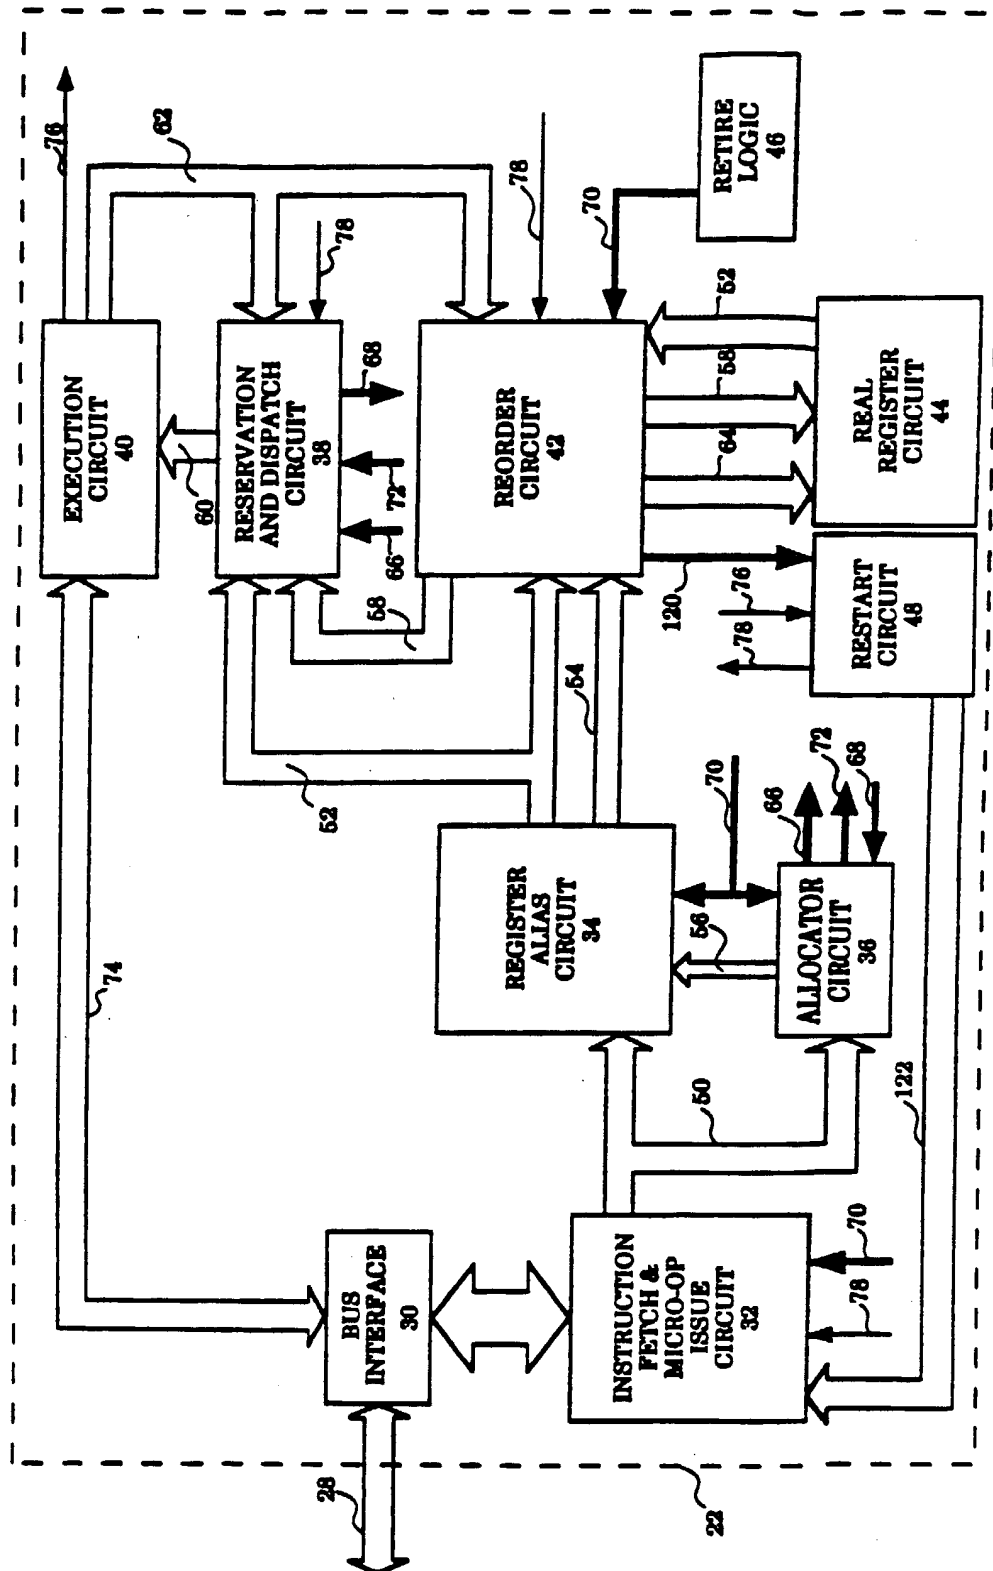 28
BUS
INTERFACE
30
74
EXECUTION
CIRCUIT
40
76
62
60
RESERVATION
AND DISPATCH
CIRCUIT
38
78
66
72
68
58
52
REORDER
CIRCUIT
42
78
70
RETIRE
LOGIC
46
54
REGISTER
ALIAS
CIRCUIT
34
INSTRUCTION
FETCH &
MICRO-OP
ISSUE
CIRCUIT
32
50
56
70
ALLOCATOR
CIRCUIT
36
66
72
68
120
64
58
52
76
78
RESTART
CIRCUIT
48
REAL
REGISTER
CIRCUIT
44
78
70
122
22